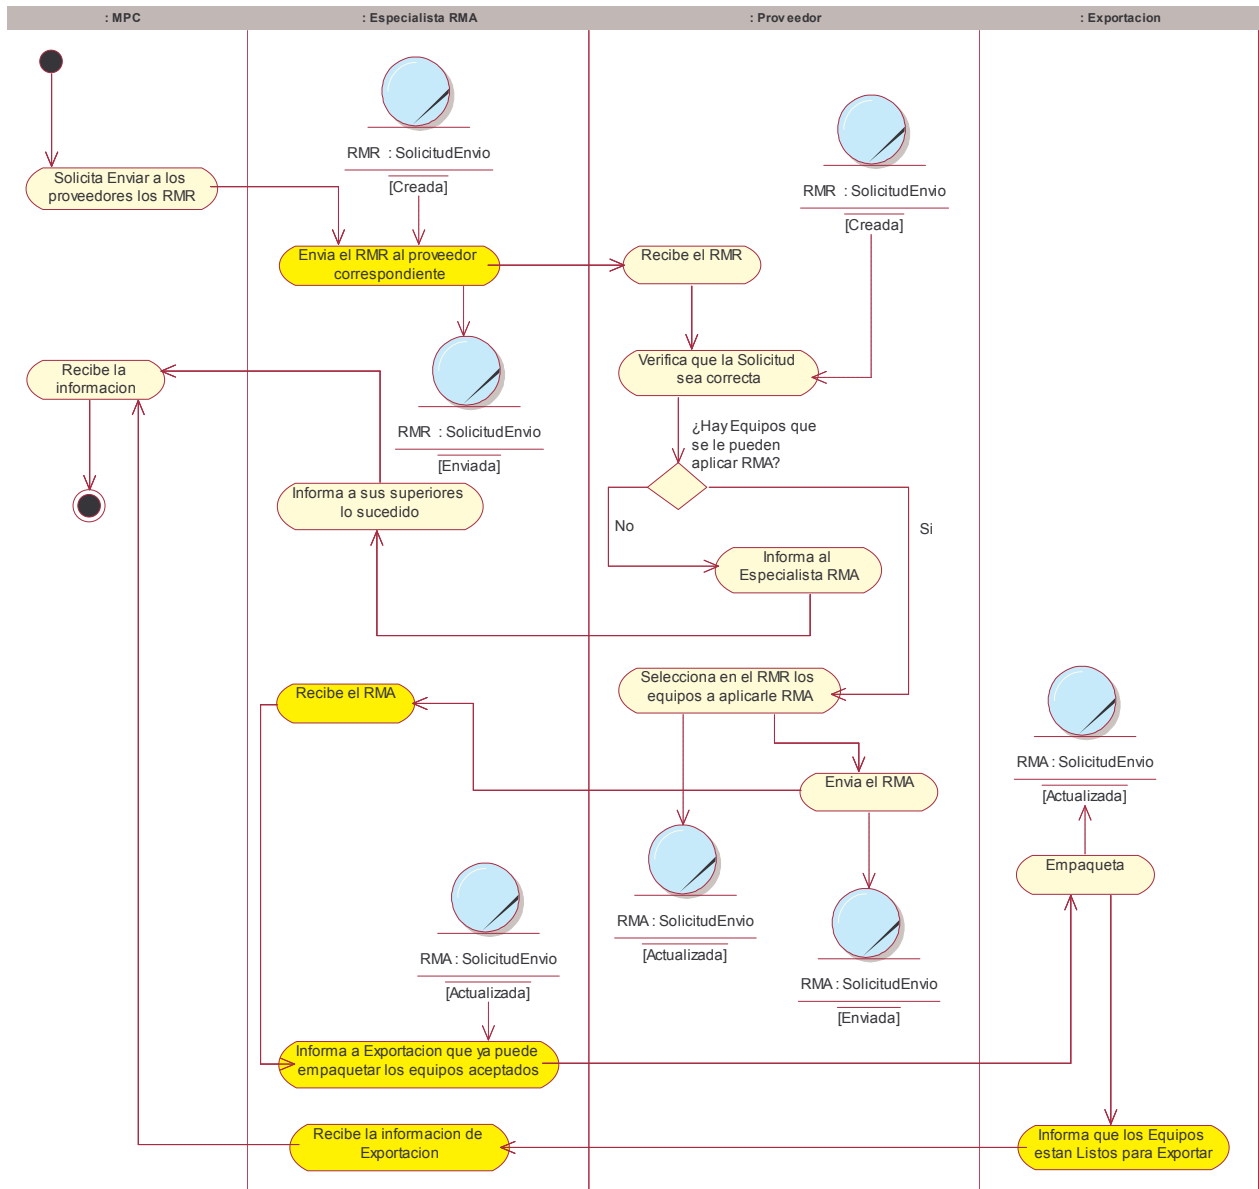 : MPC
: Especialista RMA
: Proveedor
: Exportacion
RMR : SolicitudEnvio
[Creada]
RMR : SolicitudEnvio
[Creada]
Solicita Enviar a los
proveedores los RMR
Envia el RMR al proveedor
correspondiente
Recibe el RMR
Recibe la
informacion
Verifica que la Solicitud
sea correcta
RMR : SolicitudEnvio
[Enviada]
¿Hay Equipos que
se le pueden
aplicar RMA?
Informa a sus superiores
lo sucedido
No
Si
Informa al
Especialista RMA
Recibe el RMA
Selecciona en el RMR los
equipos a aplicarle RMA
RMA : SolicitudEnvio
[Actualizada]
Envia el RMA
Empaqueta
RMA : SolicitudEnvio
[Actualizada]
RMA : SolicitudEnvio
[Actualizada]
RMA : SolicitudEnvio
[Enviada]
Informa a Exportacion que ya puede
empaquetar los equipos aceptados
Recibe la informacion de
Exportacion
Informa que los Equipos
estan Listos para Exportar